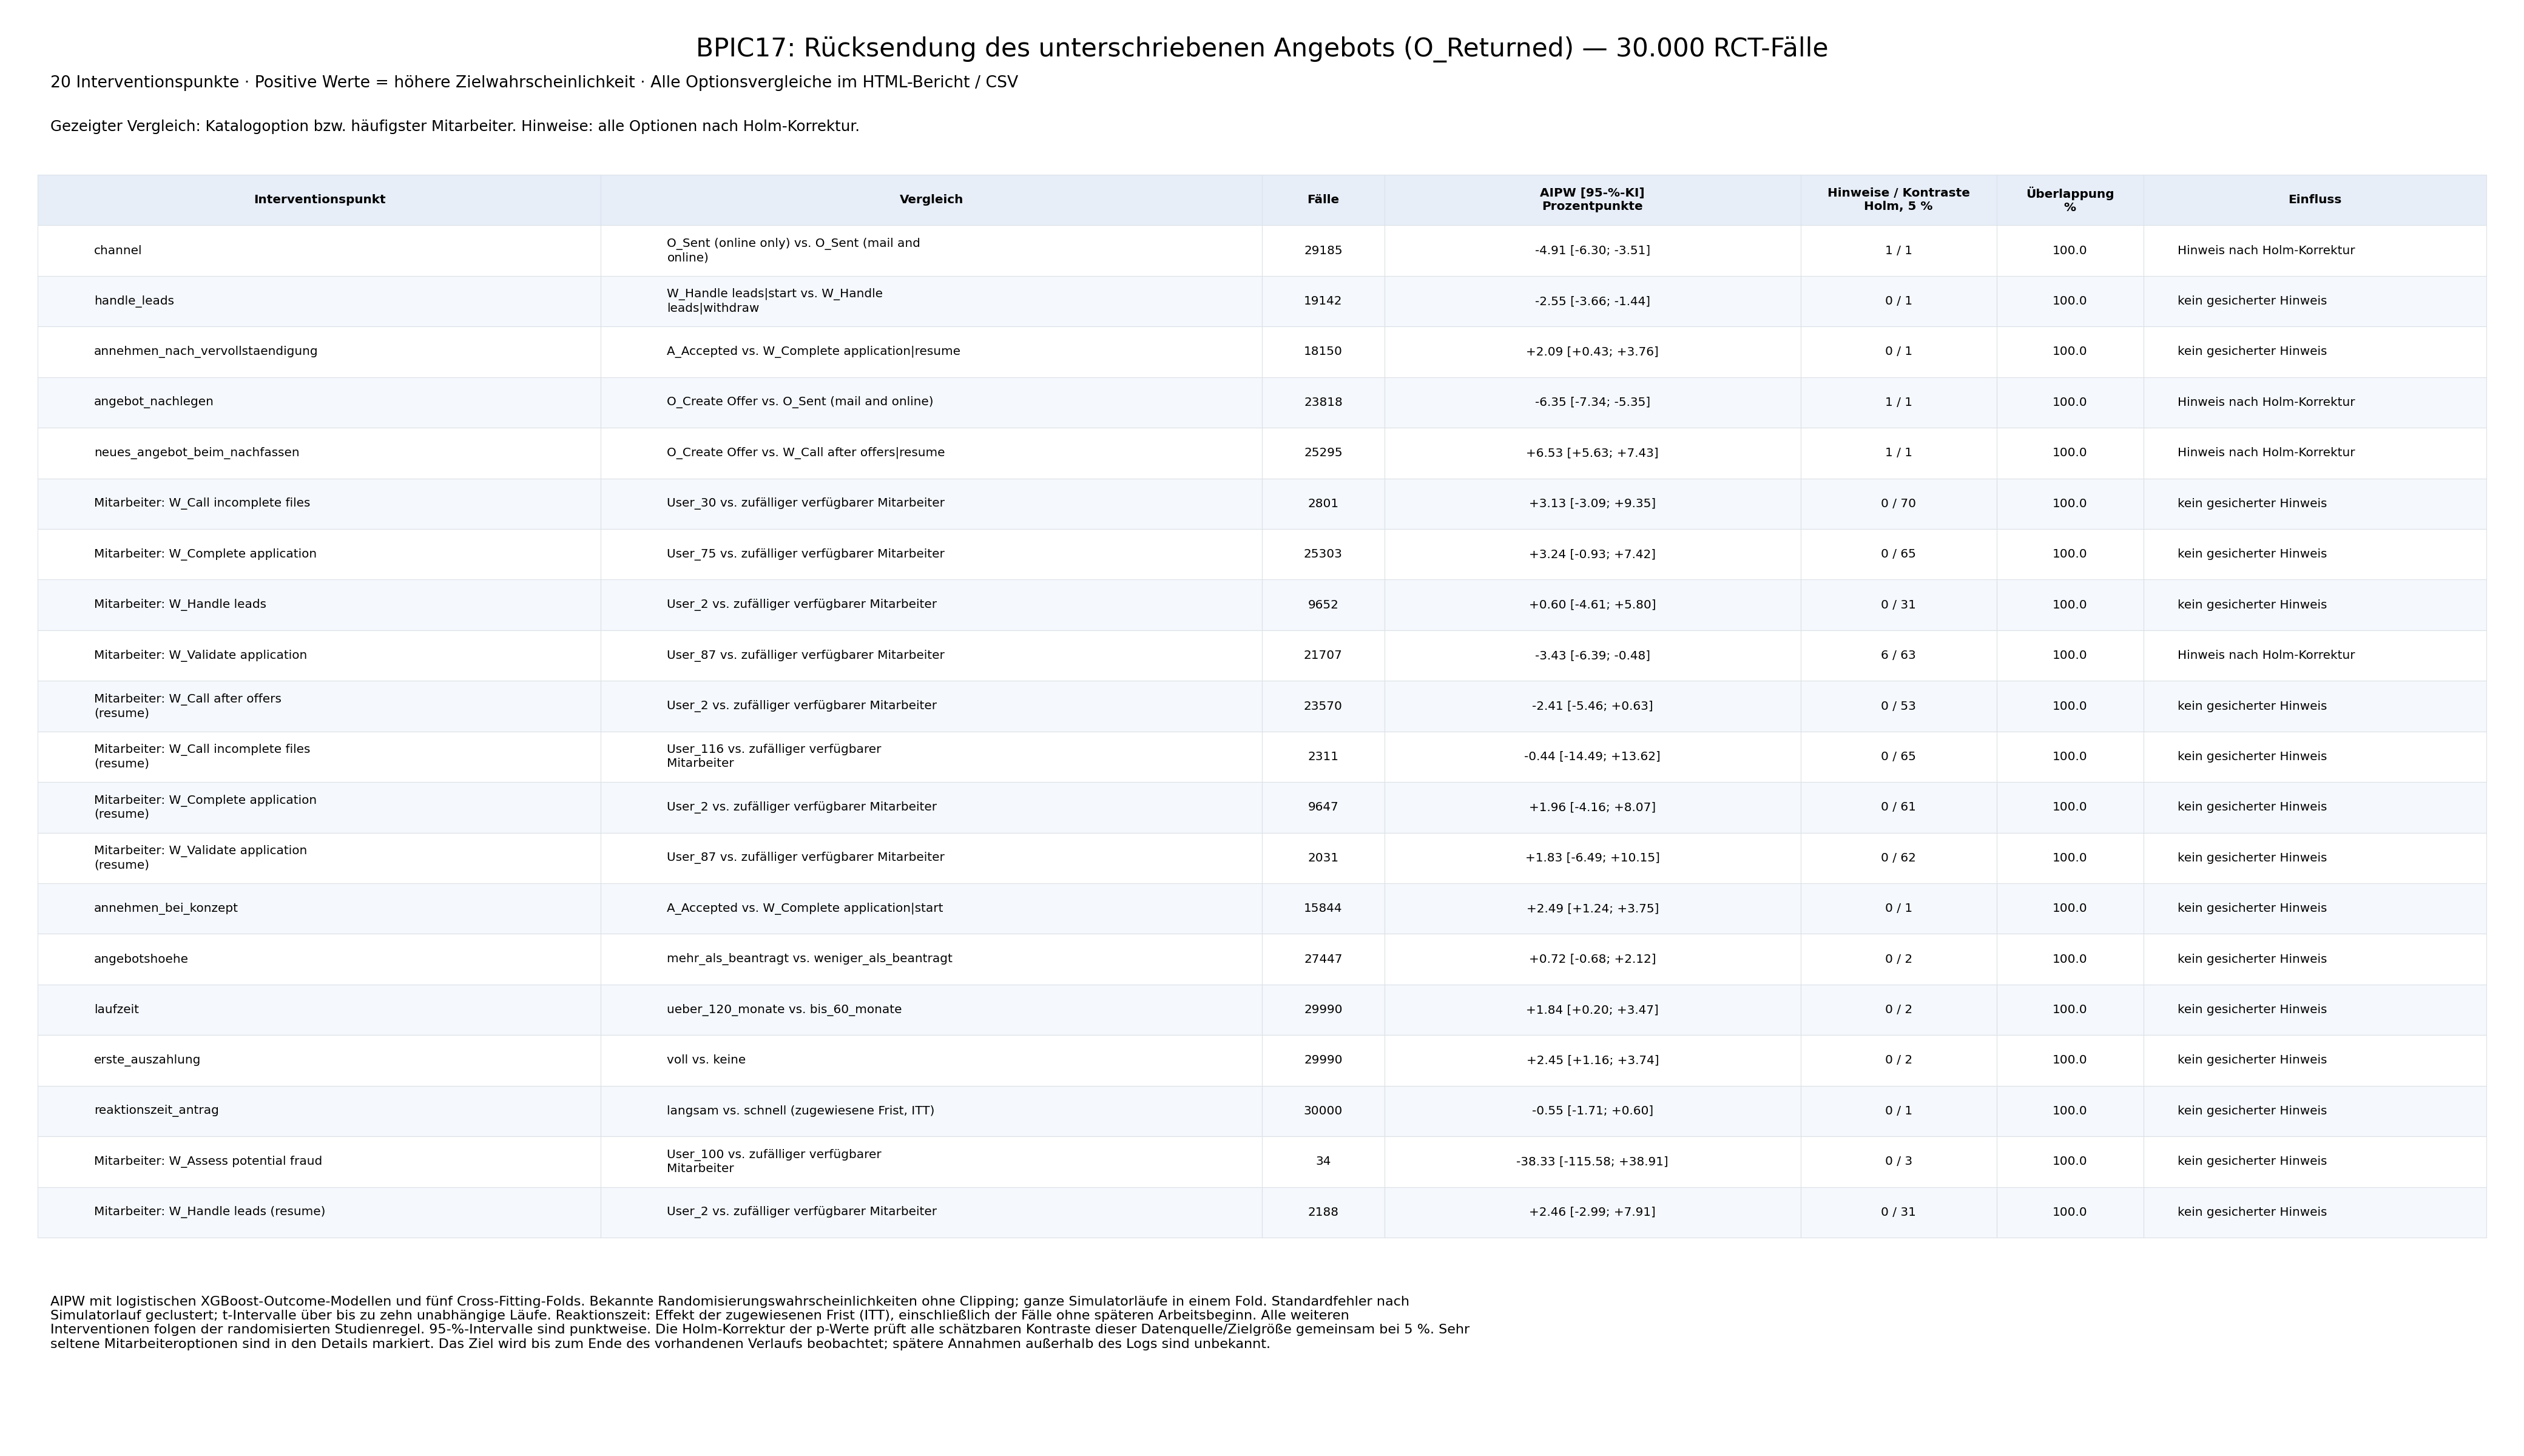 BPIC17: Rücksendung des unterschriebenen Angebots (O_Returned) — 30.000 RCT-Fälle
20 Interventionspunkte · Positive Werte = höhere Zielwahrscheinlichkeit · Alle Optionsvergleiche im HTML-Bericht / CSV
Gezeigter Vergleich: Katalogoption bzw. häufigster Mitarbeiter. Hinweise: alle Optionen nach Holm-Korrektur.
Interventionspunkt Vergleich Fälle AIPW [95-%-KI] Prozentpunkte Hinweise / Kontraste Holm, 5 % Überlappung % Einfluss
channel O_Sent (online only) vs. O_Sent (mail and online) 29185 -4.91 [-6.30; -3.51] 1 / 1 100.0 Hinweis nach Holm-Korrektur
handle_leads W_Handle leads|start vs. W_Handle leads|withdraw 19142 -2.55 [-3.66; -1.44] 0 / 1 100.0 kein gesicherter Hinweis
annehmen_nach_vervollstaendigung A_Accepted vs. W_Complete application|resume 18150 +2.09 [+0.43; +3.76] 0 / 1 100.0 kein gesicherter Hinweis
angebot_nachlegen O_Create Offer vs. O_Sent (mail and online) 23818 -6.35 [-7.34; -5.35] 1 / 1 100.0 Hinweis nach Holm-Korrektur
neues_angebot_beim_nachfassen O_Create Offer vs. W_Call after offers|resume 25295 +6.53 [+5.63; +7.43] 1 / 1 100.0 Hinweis nach Holm-Korrektur
Mitarbeiter: W_Call incomplete files User_30 vs. zufälliger verfügbarer Mitarbeiter 2801 +3.13 [-3.09; +9.35] 0 / 70 100.0 kein gesicherter Hinweis
Mitarbeiter: W_Complete application User_75 vs. zufälliger verfügbarer Mitarbeiter 25303 +3.24 [-0.93; +7.42] 0 / 65 100.0 kein gesicherter Hinweis
Mitarbeiter: W_Handle leads User_2 vs. zufälliger verfügbarer Mitarbeiter 9652 +0.60 [-4.61; +5.80] 0 / 31 100.0 kein gesicherter Hinweis
Mitarbeiter: W_Validate application User_87 vs. zufälliger verfügbarer Mitarbeiter 21707 -3.43 [-6.39; -0.48] 6 / 63 100.0 Hinweis nach Holm-Korrektur
Mitarbeiter: W_Call after offers (resume) User_2 vs. zufälliger verfügbarer Mitarbeiter 23570 -2.41 [-5.46; +0.63] 0 / 53 100.0 kein gesicherter Hinweis
Mitarbeiter: W_Call incomplete files (resume) User_116 vs. zufälliger verfügbarer Mitarbeiter 2311 -0.44 [-14.49; +13.62] 0 / 65 100.0 kein gesicherter Hinweis
Mitarbeiter: W_Complete application (resume) User_2 vs. zufälliger verfügbarer Mitarbeiter 9647 +1.96 [-4.16; +8.07] 0 / 61 100.0 kein gesicherter Hinweis
Mitarbeiter: W_Validate application (resume) User_87 vs. zufälliger verfügbarer Mitarbeiter 2031 +1.83 [-6.49; +10.15] 0 / 62 100.0 kein gesicherter Hinweis
annehmen_bei_konzept A_Accepted vs. W_Complete application|start 15844 +2.49 [+1.24; +3.75] 0 / 1 100.0 kein gesicherter Hinweis
angebotshoehe mehr_als_beantragt vs. weniger_als_beantragt 27447 +0.72 [-0.68; +2.12] 0 / 2 100.0 kein gesicherter Hinweis
laufzeit ueber_120_monate vs. bis_60_monate 29990 +1.84 [+0.20; +3.47] 0 / 2 100.0 kein gesicherter Hinweis
erste_auszahlung voll vs. keine 29990 +2.45 [+1.16; +3.74] 0 / 2 100.0 kein gesicherter Hinweis
reaktionszeit_antrag langsam vs. schnell (zugewiesene Frist, ITT) 30000 -0.55 [-1.71; +0.60] 0 / 1 100.0 kein gesicherter Hinweis
Mitarbeiter: W_Assess potential fraud User_100 vs. zufälliger verfügbarer Mitarbeiter 34 -38.33 [-115.58; +38.91] 0 / 3 100.0 kein gesicherter Hinweis
Mitarbeiter: W_Handle leads (resume) User_2 vs. zufälliger verfügbarer Mitarbeiter 2188 +2.46 [-2.99; +7.91] 0 / 31 100.0 kein gesicherter Hinweis
AIPW mit logistischen XGBoost-Outcome-Modellen und fünf Cross-Fitting-Folds. Bekannte Randomisierungswahrscheinlichkeiten ohne Clipping; ganze Simulatorläufe in einem Fold. Standardfehler nach
Simulatorlauf geclustert; t-Intervalle über bis zu zehn unabhängige Läufe. Reaktionszeit: Effekt der zugewiesenen Frist (ITT), einschließlich der Fälle ohne späteren Arbeitsbeginn. Alle weiteren
Interventionen folgen der randomisierten Studienregel. 95-%-Intervalle sind punktweise. Die Holm-Korrektur der p-Werte prüft alle schätzbaren Kontraste dieser Datenquelle/Zielgröße gemeinsam bei 5 %. Sehr
seltene Mitarbeiteroptionen sind in den Details markiert. Das Ziel wird bis zum Ende des vorhandenen Verlaufs beobachtet; spätere Annahmen außerhalb des Logs sind unbekannt.